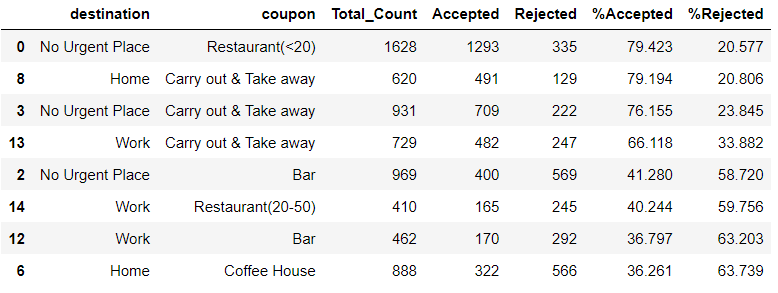 destination coupon Total_Count Accepted Rejected %Accepted %Rejected
0 No Urgent Place Restaurant(<20) 1628 1293 335 79.423 20.577
8 Home Carry out & Take away 620 491 129 79.194 20.806
3 No Urgent Place Carry out & Take away 931 709 222 76.155 23.845
13 Work Carry out & Take away 729 482 247 66.118 33.882
2 No Urgent Place Bar 969 400 569 41.280 58.720
14 Work Restaurant(20-50) 410 165 245 40.244 59.756
12 Work Bar 462 170 292 36.797 63.203
6 Home Coffee House 888 322 566 36.261 63.739